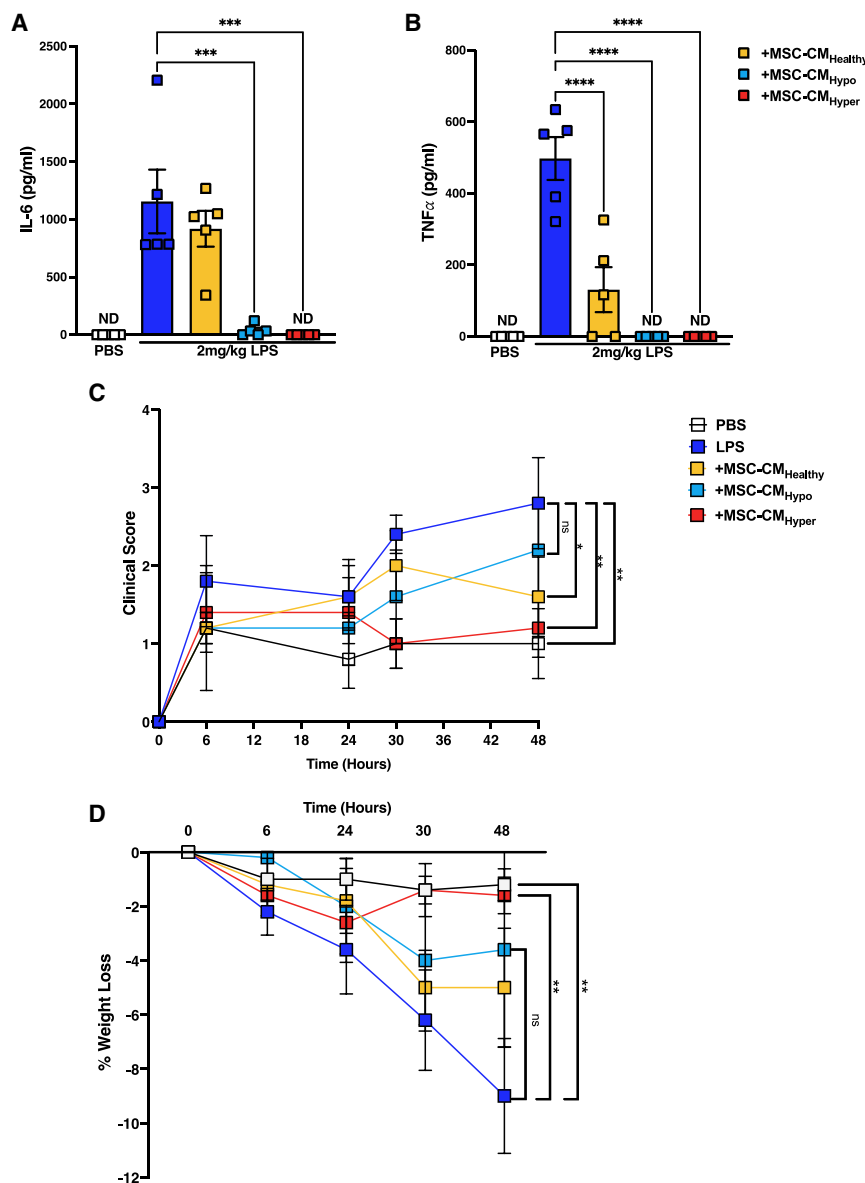 A
B
IL-6 (pg/ml)
2500
2000
1500
1000
500
0
***
***
ND
ND
PBS
2mg/kg LPS
TNFα (pg/ml)
800
600
400
200
0
****
****
****
ND
ND
ND
PBS
2mg/kg LPS
+MSC-CMHealthy
+MSC-CMHypo
+MSC-CMHyper
C
Clinical Score
4
3
2
1
0
0 6 12 18 24 30 36 42 48
Time (Hours)
ns
*
**
**
PBS
LPS
+MSC-CMHealthy
+MSC-CMHypo
+MSC-CMHyper
D
Time (Hours)
0 6 24 30 48
% Weight Loss
0
-2
-4
-6
-8
-10
-12
ns
**
**